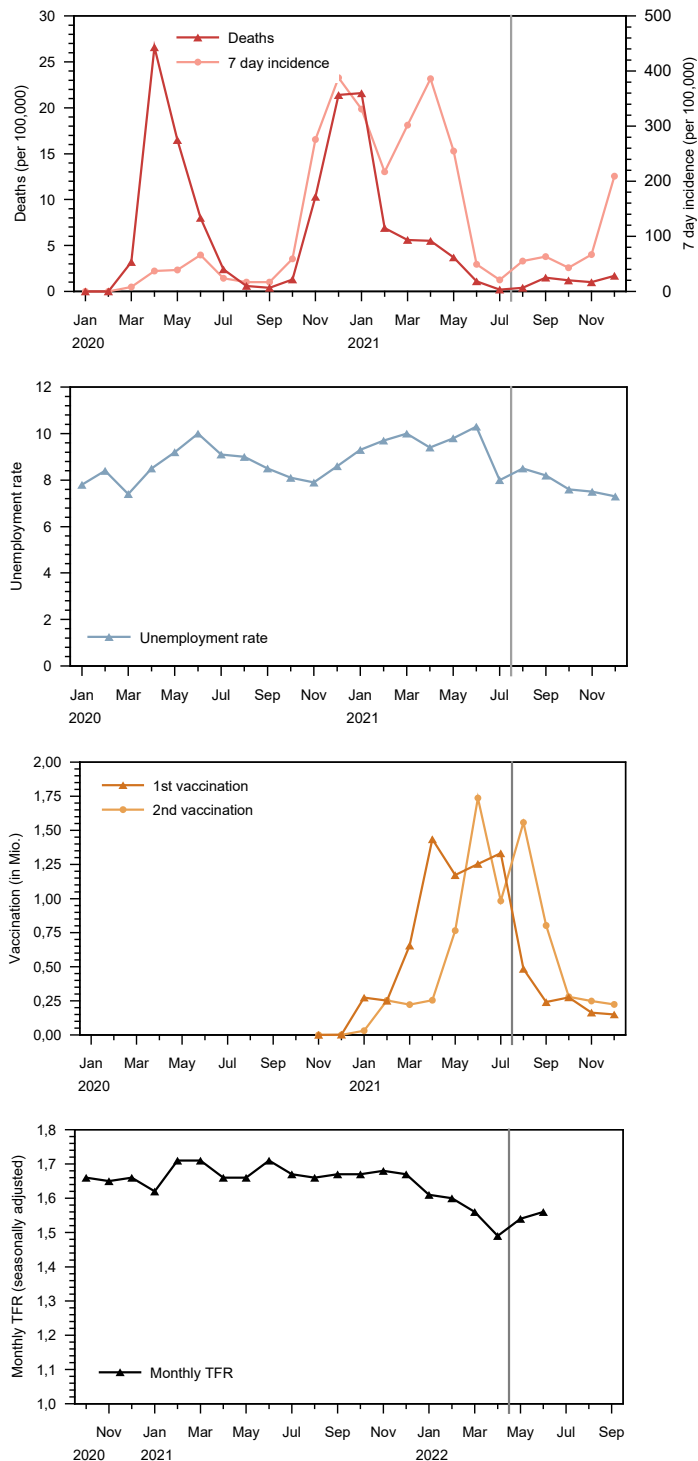 30
25
20
15
10
5
0
Deaths (per 100,000)
Deaths
7 day incidence
500
400
300
200
100
0
7 day incidence (per 100,000)
Jan Mar May Jul Sep Nov Jan Mar May Jul Sep Nov
2020 2021
12
10
8
6
4
2
0
Unemployment rate
Unemployment rate
Jan Mar May Jul Sep Nov Jan Mar May Jul Sep Nov
2020 2021
2,00
1,75
1,50
1,25
1,00
0,75
0,50
0,25
0,00
Vaccination (in Mio.)
1st vaccination
2nd vaccination
Jan Mar May Jul Sep Nov Jan Mar May Jul Sep Nov
2020 2021
1,8
1,7
1,6
1,5
1,4
1,3
1,2
1,1
1,0
Monthly TFR (seasonally adjusted)
Monthly TFR
Nov Jan Mar May Jul Sep Nov Jan Mar May Jul Sep
2020 2021 2022